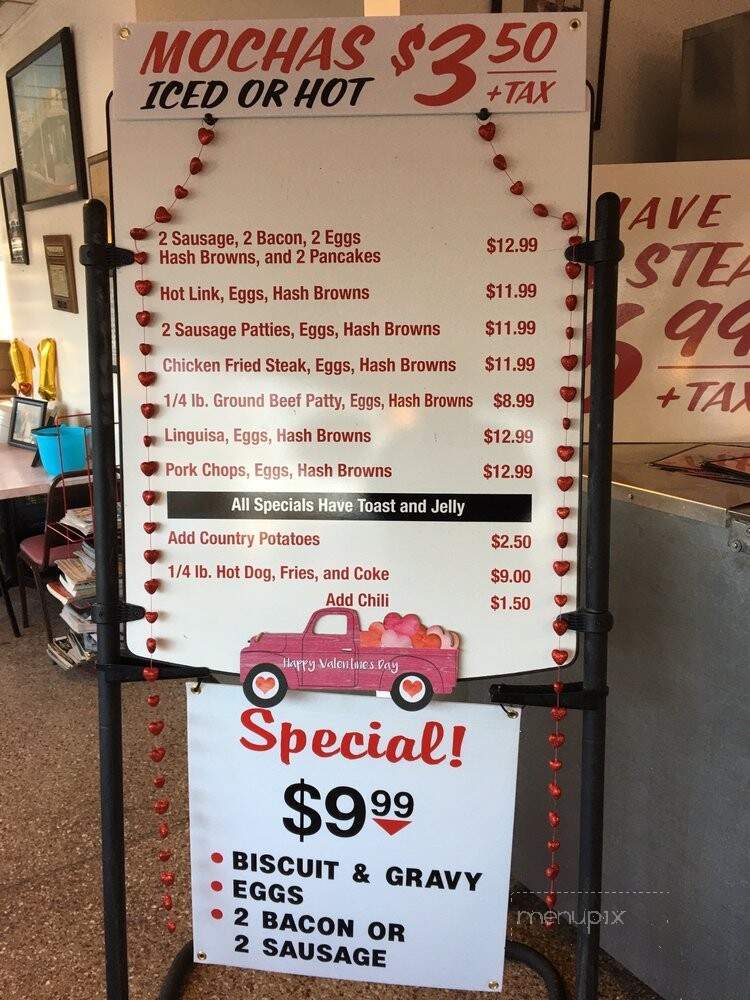 MOCHAS $3 50
ICED OR HOT +TAX
2 Sausage, 2 Bacon, 2 Eggs
Hash Browns, and 2 Pancakes $12.99
Hot Link, Eggs, Hash Browns $11.99
2 Sausage Patties, Eggs, Hash Browns $11.99
Chicken Fried Steak, Eggs, Hash Browns $11.99
1/4 lb. Ground Beef Patty, Eggs, Hash Browns $8.99
Linguisa, Eggs, Hash Browns $12.99
Pork Chops, Eggs, Hash Browns $12.99
All Specials Have Toast and Jelly
Add Country Potatoes $2.50
1/4 lb. Hot Dog, Fries, and Coke $9.00
Add Chili $1.50
Happy Valentines Day
Special!
$9 99
• BISCUIT & GRAVY
• EGGS
• 2 BACON OR
2 SAUSAGE
99
+TAX
menupix